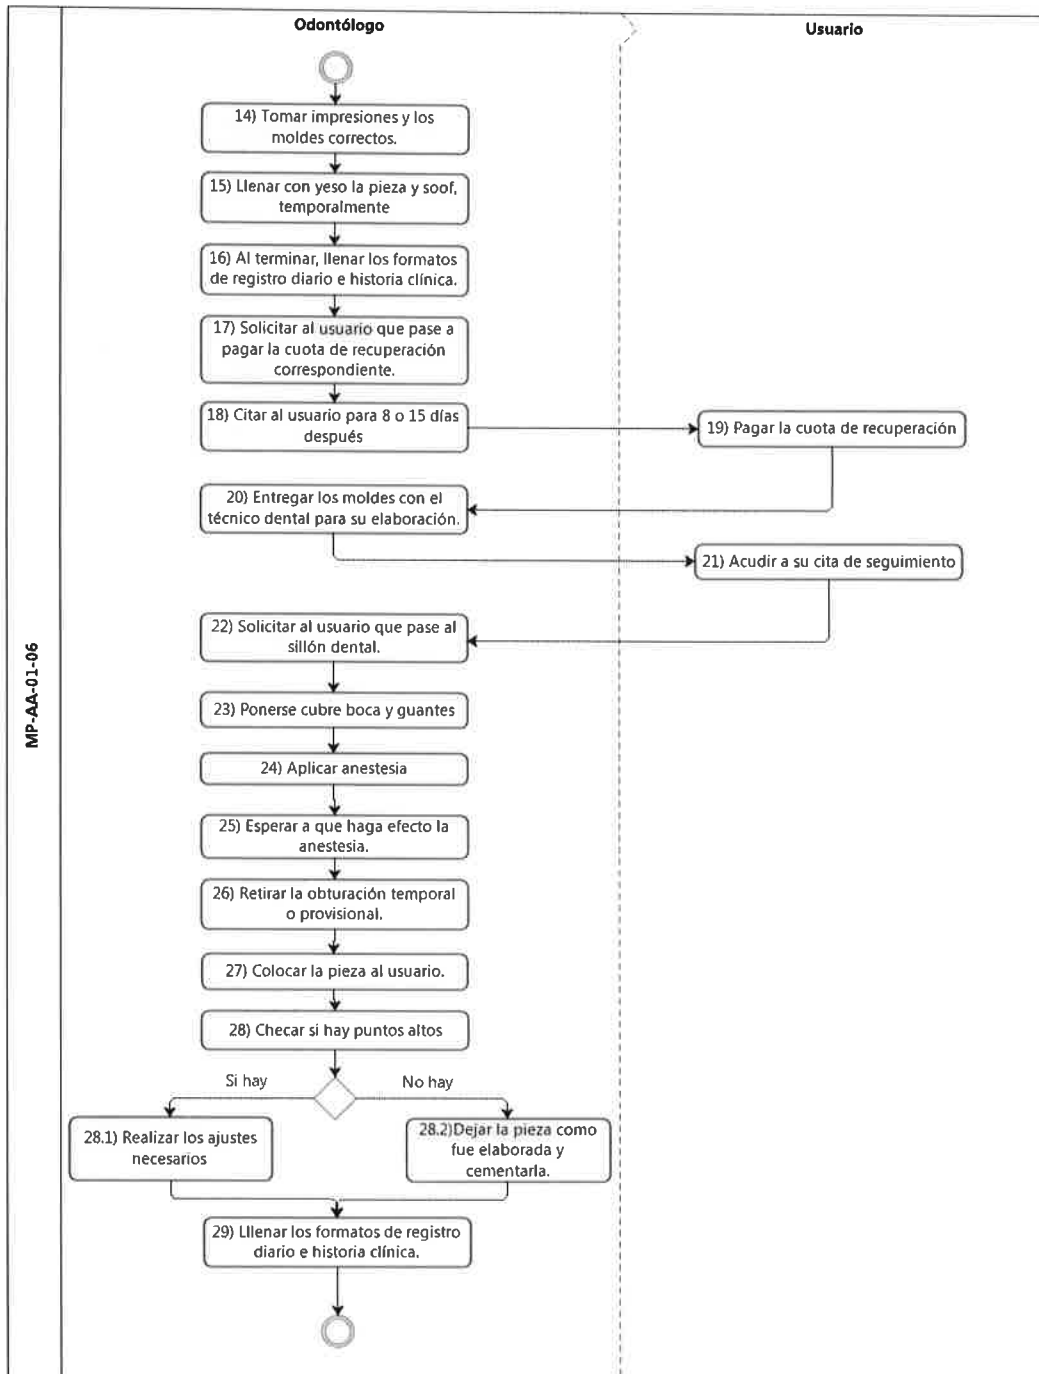 Odontólogo
Usuario
14) Tomar impresiones y los
moldes correctos.
15) Llenar con yeso la pieza y soof,
temporalmente
16) Al terminar, llenar los formatos
de registro diario e historia clínica.
17) Solicitar al usuario que pase a
pagar la cuota de recuperación
correspondiente.
18) Citar al usuario para 8 o 15 días
después
19) Pagar la cuota de recuperación
20) Entregar los moldes con el
técnico dental para su elaboración.
21) Acudir a su cita de seguimiento
22) Solicitar al usuario que pase al
sillón dental.
MP-AA-01-06
23) Ponerse cubre boca y guantes
24) Aplicar anestesia
25) Esperar a que haga efecto la
anestesia.
26) Retirar la obturación temporal
o provisional.
27) Colocar la pieza al usuario.
28) Checar si hay puntos altos
Si hay
No hay
28.1) Realizar los ajustes
necesarios
28.2)Dejar la pieza como
fue elaborada y
cementarla.
29) Lllenar los formatos de registro
diario e historia clínica.